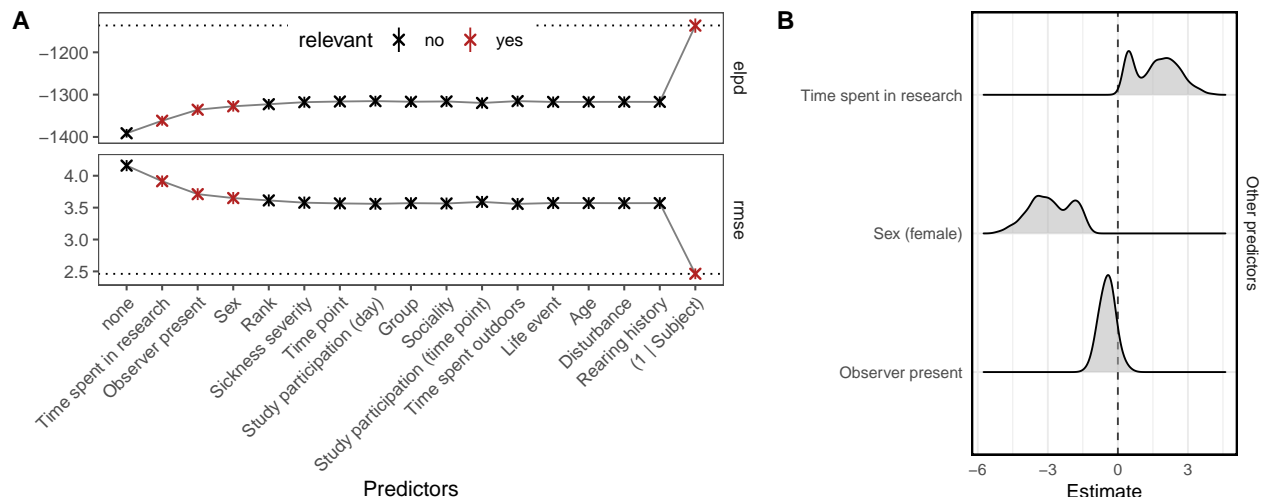 A
relevant no yes
−1200
−1300
−1400
elpd
4.0
3.5
3.0
2.5
rmse
none
Time spent in research
Observer present
Sex
Rank
Sickness severity
Time point
Study participation (day)
Group
Sociality
Study participation (time point)
Time spent outdoors
Life event
Age
Disturbance
Rearing history
(1 | Subject)
Predictors
B
Time spent in research
Sex (female)
Observer present
Other predictors
−6 −3 0 3
Estimate